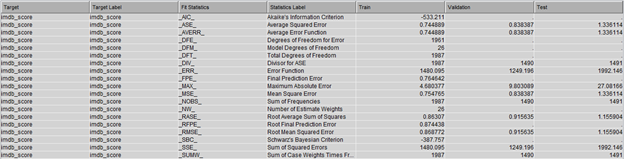 Target Target Label Fit Statistics Statistics Label Train Validation Test
imdb_score imdb_score _AIC_ Akaike's Information Criterion -533.211 . .
imdb_score imdb_score _ASE_ Average Squared Error 0.744889 0.838387 1.336114
imdb_score imdb_score _AVERR_ Average Error Function 0.744889 0.838387 1.336114
imdb_score imdb_score _DFE_ Degrees of Freedom for Error 1961 . .
imdb_score imdb_score _DFM_ Model Degrees of Freedom 26 . .
imdb_score imdb_score _DFT_ Total Degrees of Freedom 1987 . .
imdb_score imdb_score _DIV_ Divisor for ASE 1987 1490 1491
imdb_score imdb_score _ERR_ Error Function 1480.095 1249.196 1992.146
imdb_score imdb_score _FPE_ Final Prediction Error 0.764642 . .
imdb_score imdb_score _MAX_ Maximum Absolute Error 4.680377 9.803089 27.08166
imdb_score imdb_score _MSE_ Mean Square Error 0.754765 0.838387 1.336114
imdb_score imdb_score _NOBS_ Sum of Frequencies 1987 1490 1491
imdb_score imdb_score _NW_ Number of Estimate Weights 26 . .
imdb_score imdb_score _RASE_ Root Average Sum of Squares 0.86307 0.915635 1.155904
imdb_score imdb_score _RFPE_ Root Final Prediction Error 0.874438 . .
imdb_score imdb_score _RMSE_ Root Mean Squared Error 0.868772 0.915635 1.155904
imdb_score imdb_score _SBC_ Schwarz's Bayesian Criterion -387.757 . .
imdb_score imdb_score _SSE_ Sum of Squared Errors 1480.095 1249.196 1992.146
imdb_score imdb_score _SUMW_ Sum of Case Weights Times Fr... 1987 1490 1491